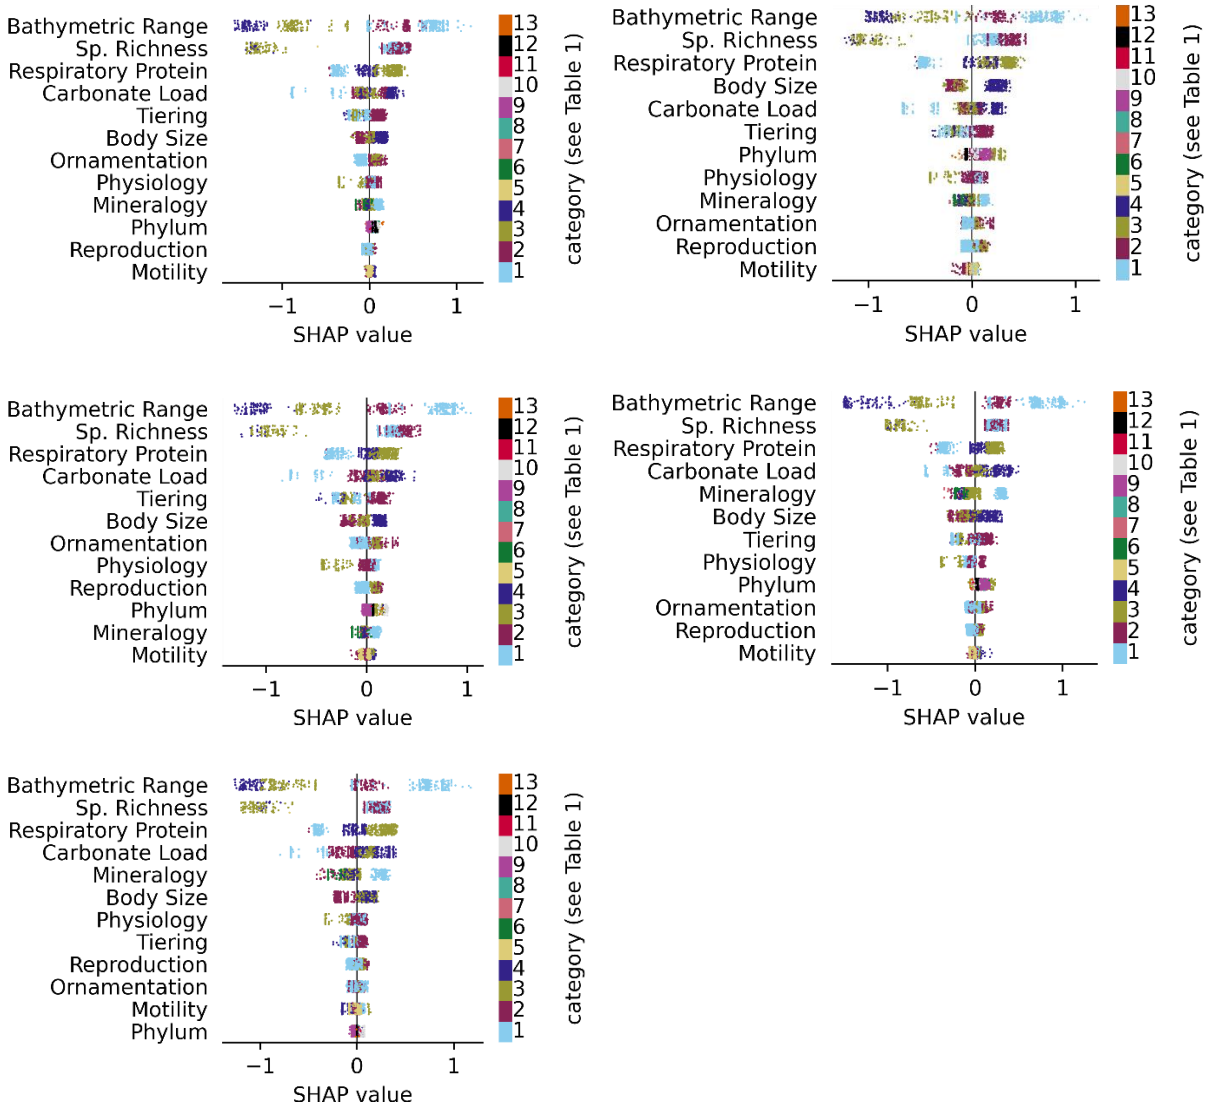 Bathymetric Range
Sp. Richness
Respiratory Protein
Carbonate Load
Tiering
Body Size
Ornamentation
Physiology
Mineralogy
Phylum
Reproduction
Motility
−1 0 1
SHAP value
13
12
11
10
9
8
7
6
5
4
3
2
1
category (see Table 1)
Bathymetric Range
Sp. Richness
Respiratory Protein
Body Size
Carbonate Load
Tiering
Phylum
Physiology
Mineralogy
Ornamentation
Reproduction
Motility
−1 0 1
SHAP value
13
12
11
10
9
8
7
6
5
4
3
2
1
category (see Table 1)
Bathymetric Range
Sp. Richness
Respiratory Protein
Carbonate Load
Tiering
Body Size
Ornamentation
Physiology
Reproduction
Phylum
Mineralogy
Motility
−1 0 1
SHAP value
13
12
11
10
9
8
7
6
5
4
3
2
1
category (see Table 1)
Bathymetric Range
Sp. Richness
Respiratory Protein
Carbonate Load
Mineralogy
Body Size
Tiering
Physiology
Phylum
Ornamentation
Reproduction
Motility
−1 0 1
SHAP value
13
12
11
10
9
8
7
6
5
4
3
2
1
category (see Table 1)
Bathymetric Range
Sp. Richness
Respiratory Protein
Carbonate Load
Mineralogy
Body Size
Physiology
Tiering
Reproduction
Ornamentation
Motility
Phylum
−1 0 1
SHAP value
13
12
11
10
9
8
7
6
5
4
3
2
1
category (see Table 1)